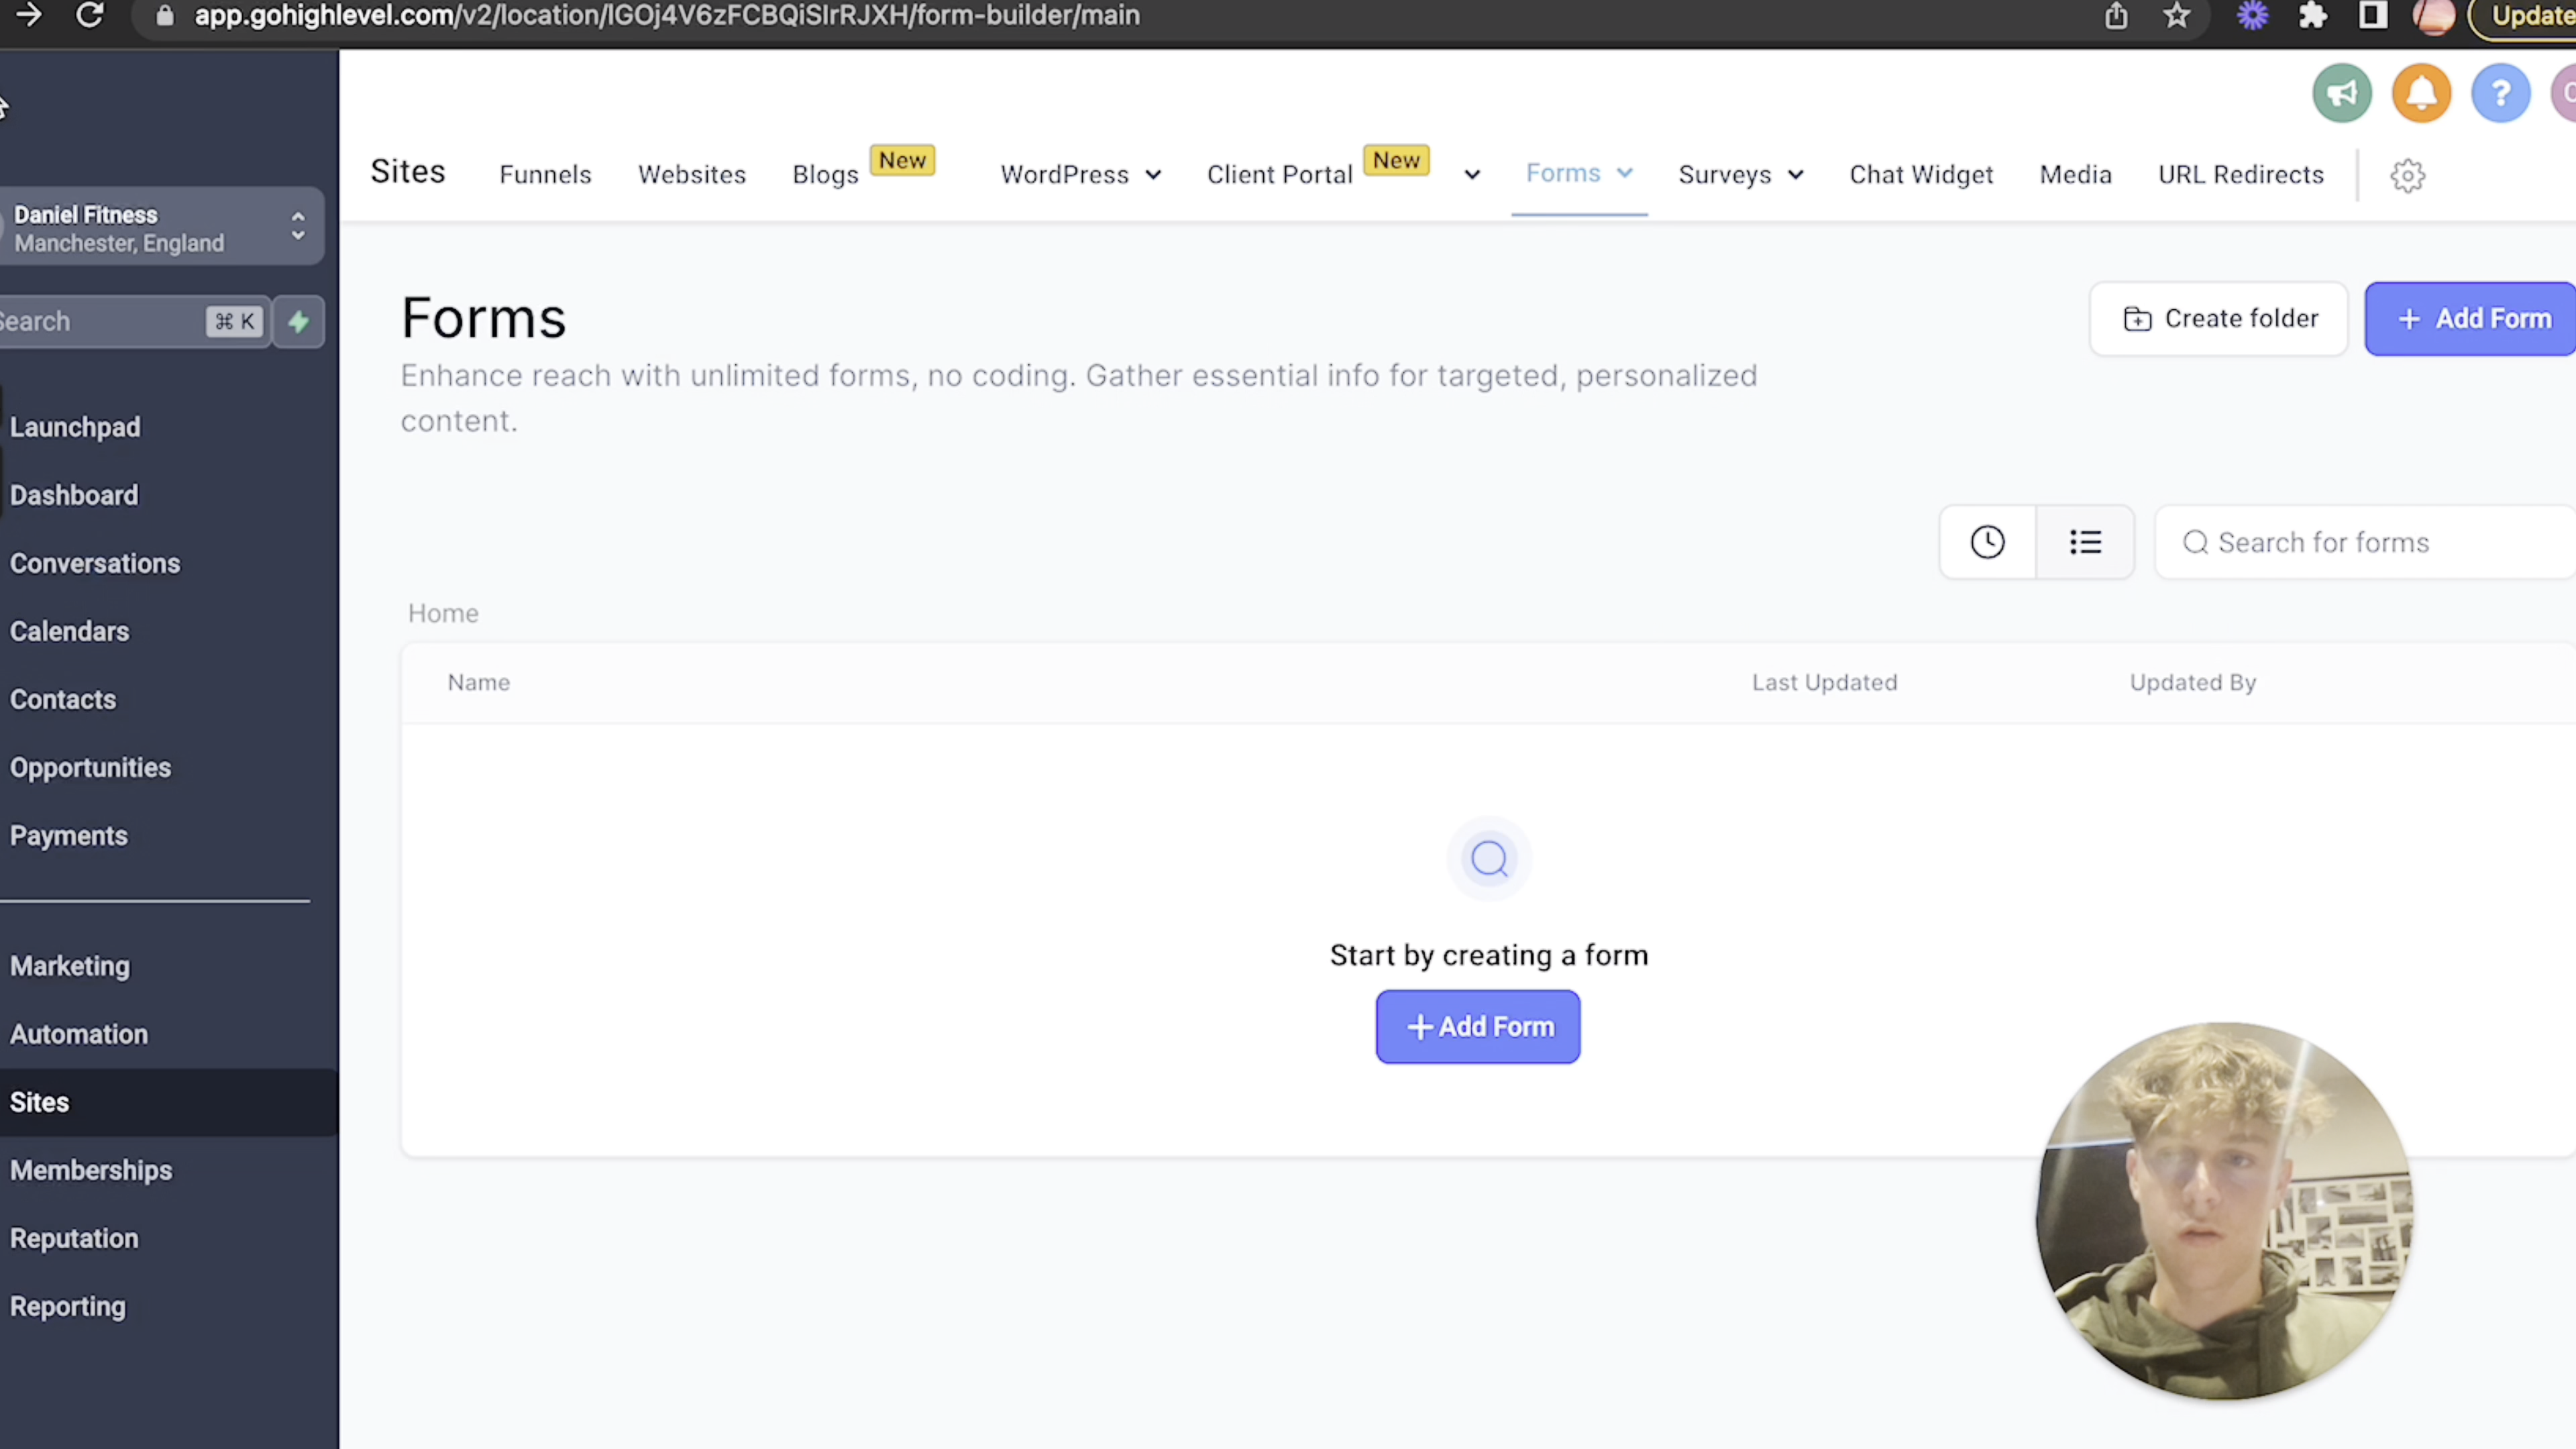 app.gohighlevel.com/v2/location/IGOj4V6zFCBQiSIrRJXH/form-builder/main
Update
Sites
Funnels
Websites
Blogs
New
WordPress
Client Portal
New
Forms
Surveys
Chat Widget
Media
URL Redirects
Daniel Fitness
Manchester, England
Search
⌘ K
Launchpad
Dashboard
Conversations
Calendars
Contacts
Opportunities
Payments
Marketing
Automation
Sites
Memberships
Reputation
Reporting
Forms
Enhance reach with unlimited forms, no coding. Gather essential info for targeted, personalized
content.
Create folder
+ Add Form
Search for forms
Home
Name
Last Updated
Updated By
Start by creating a form
+ Add Form